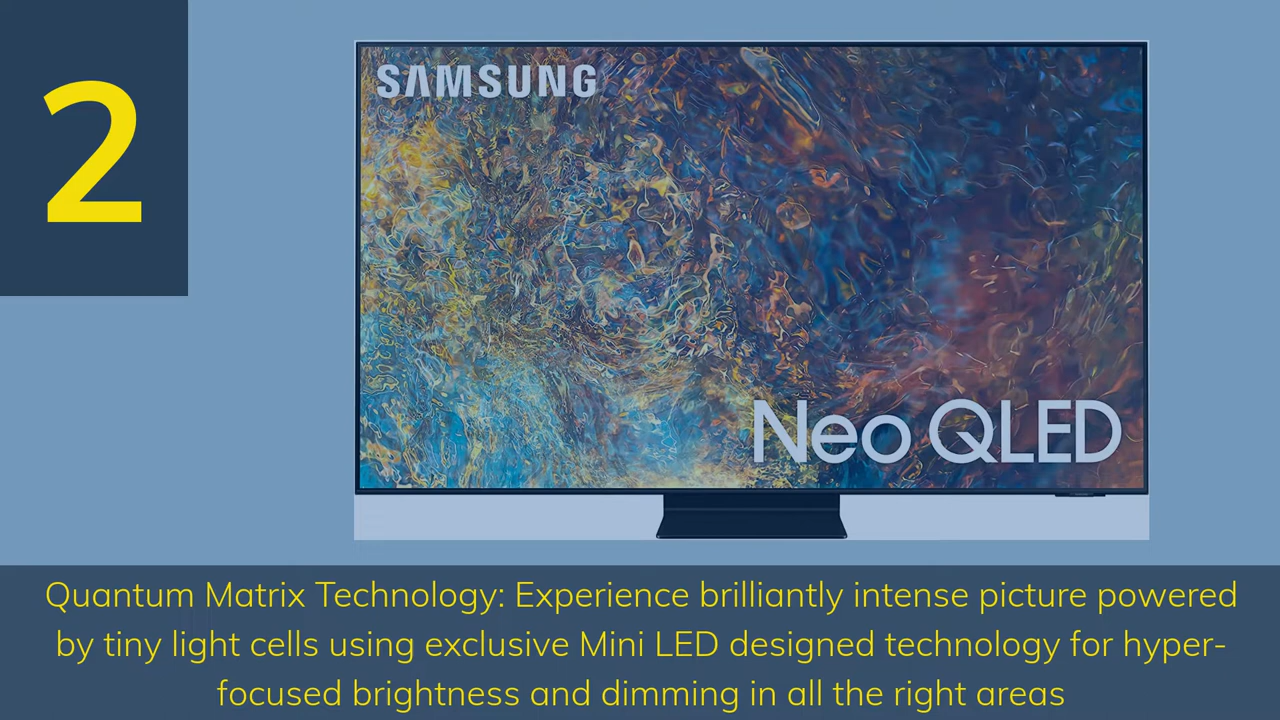 2
SAMSUNG
Neo QLED
Quantum Matrix Technology: Experience brilliantly intense picture powered
by tiny light cells using exclusive Mini LED designed technology for hyper-
focused brightness and dimming in all the right areas